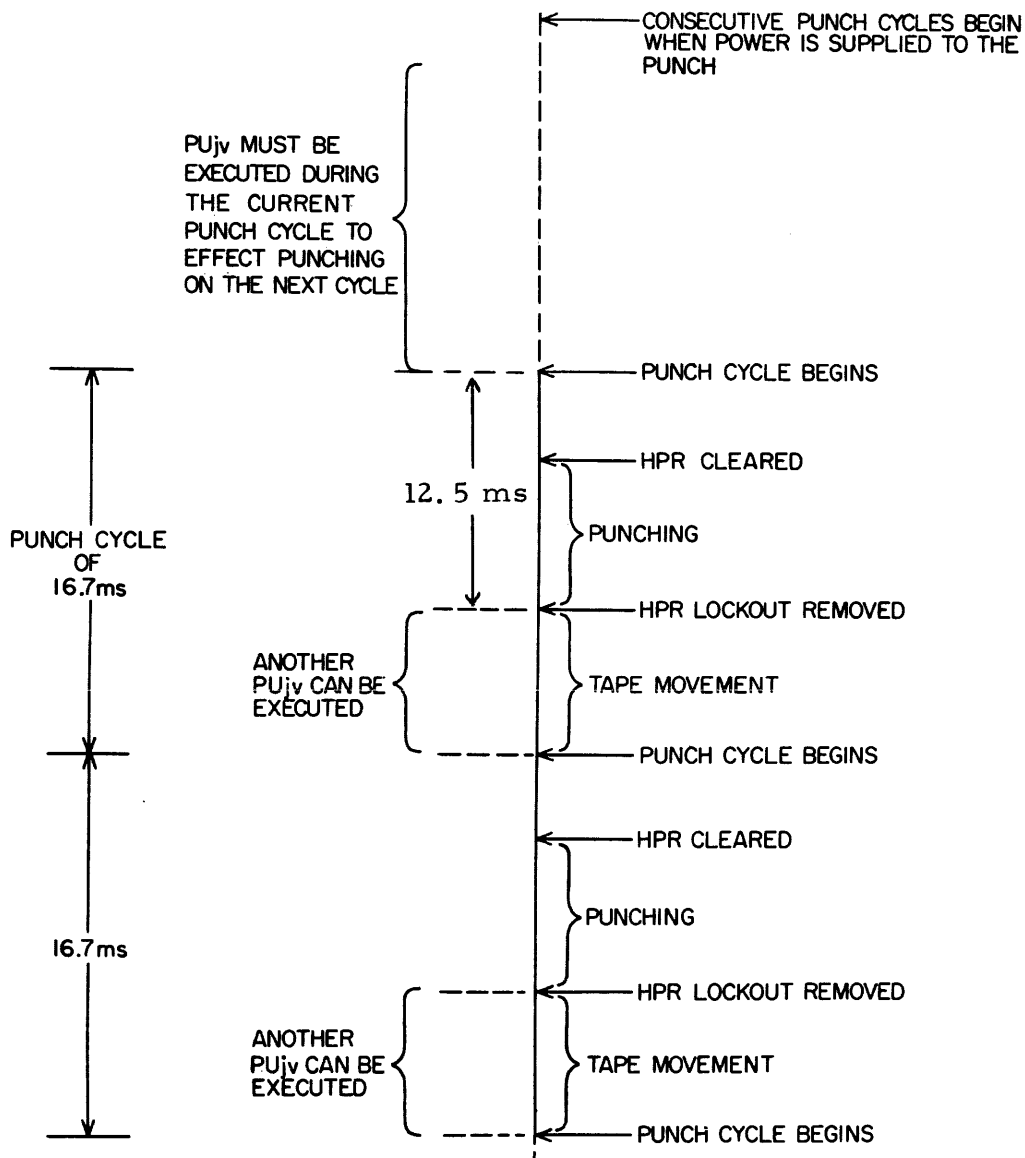 CONSECUTIVE PUNCH CYCLES BEGIN
WHEN POWER IS SUPPLIED TO THE
PUNCH
PUjv MUST BE
EXECUTED DURING
THE CURRENT
PUNCH CYCLE TO
EFFECT PUNCHING
ON THE NEXT CYCLE
PUNCH CYCLE BEGINS
HPR CLEARED
12.5 ms
PUNCHING
PUNCH CYCLE
OF
16.7ms
HPR LOCKOUT REMOVED
ANOTHER
PUjv CAN BE
EXECUTED
TAPE MOVEMENT
PUNCH CYCLE BEGINS
HPR CLEARED
PUNCHING
16.7ms
HPR LOCKOUT REMOVED
ANOTHER
PUjv CAN BE
EXECUTED
TAPE MOVEMENT
PUNCH CYCLE BEGINS